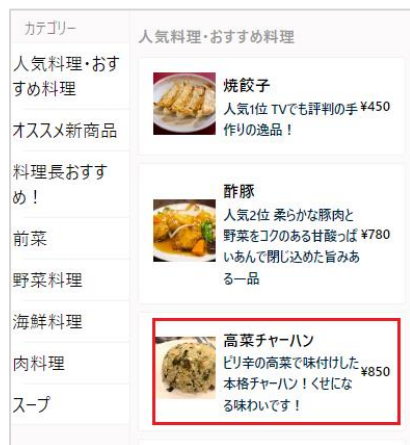 カテゴリー
人気料理・おす
すめ料理
オススメ新商品
料理長おすす
め！
前菜
野菜料理
海鮮料理
肉料理
スープ
人気料理・おすすめ料理
焼餃子
人気1位 TVでも評判の手
作りの逸品！
¥450
酢豚
人気2位 柔らかな豚肉と
野菜をコクのある甘酸っぱ
いあんで閉じ込めた旨みあ
る一品
¥780
高菜チャーハン
ピリ辛の高菜で味付けした
本格チャーハン！くせにな
る味わいです！
¥850